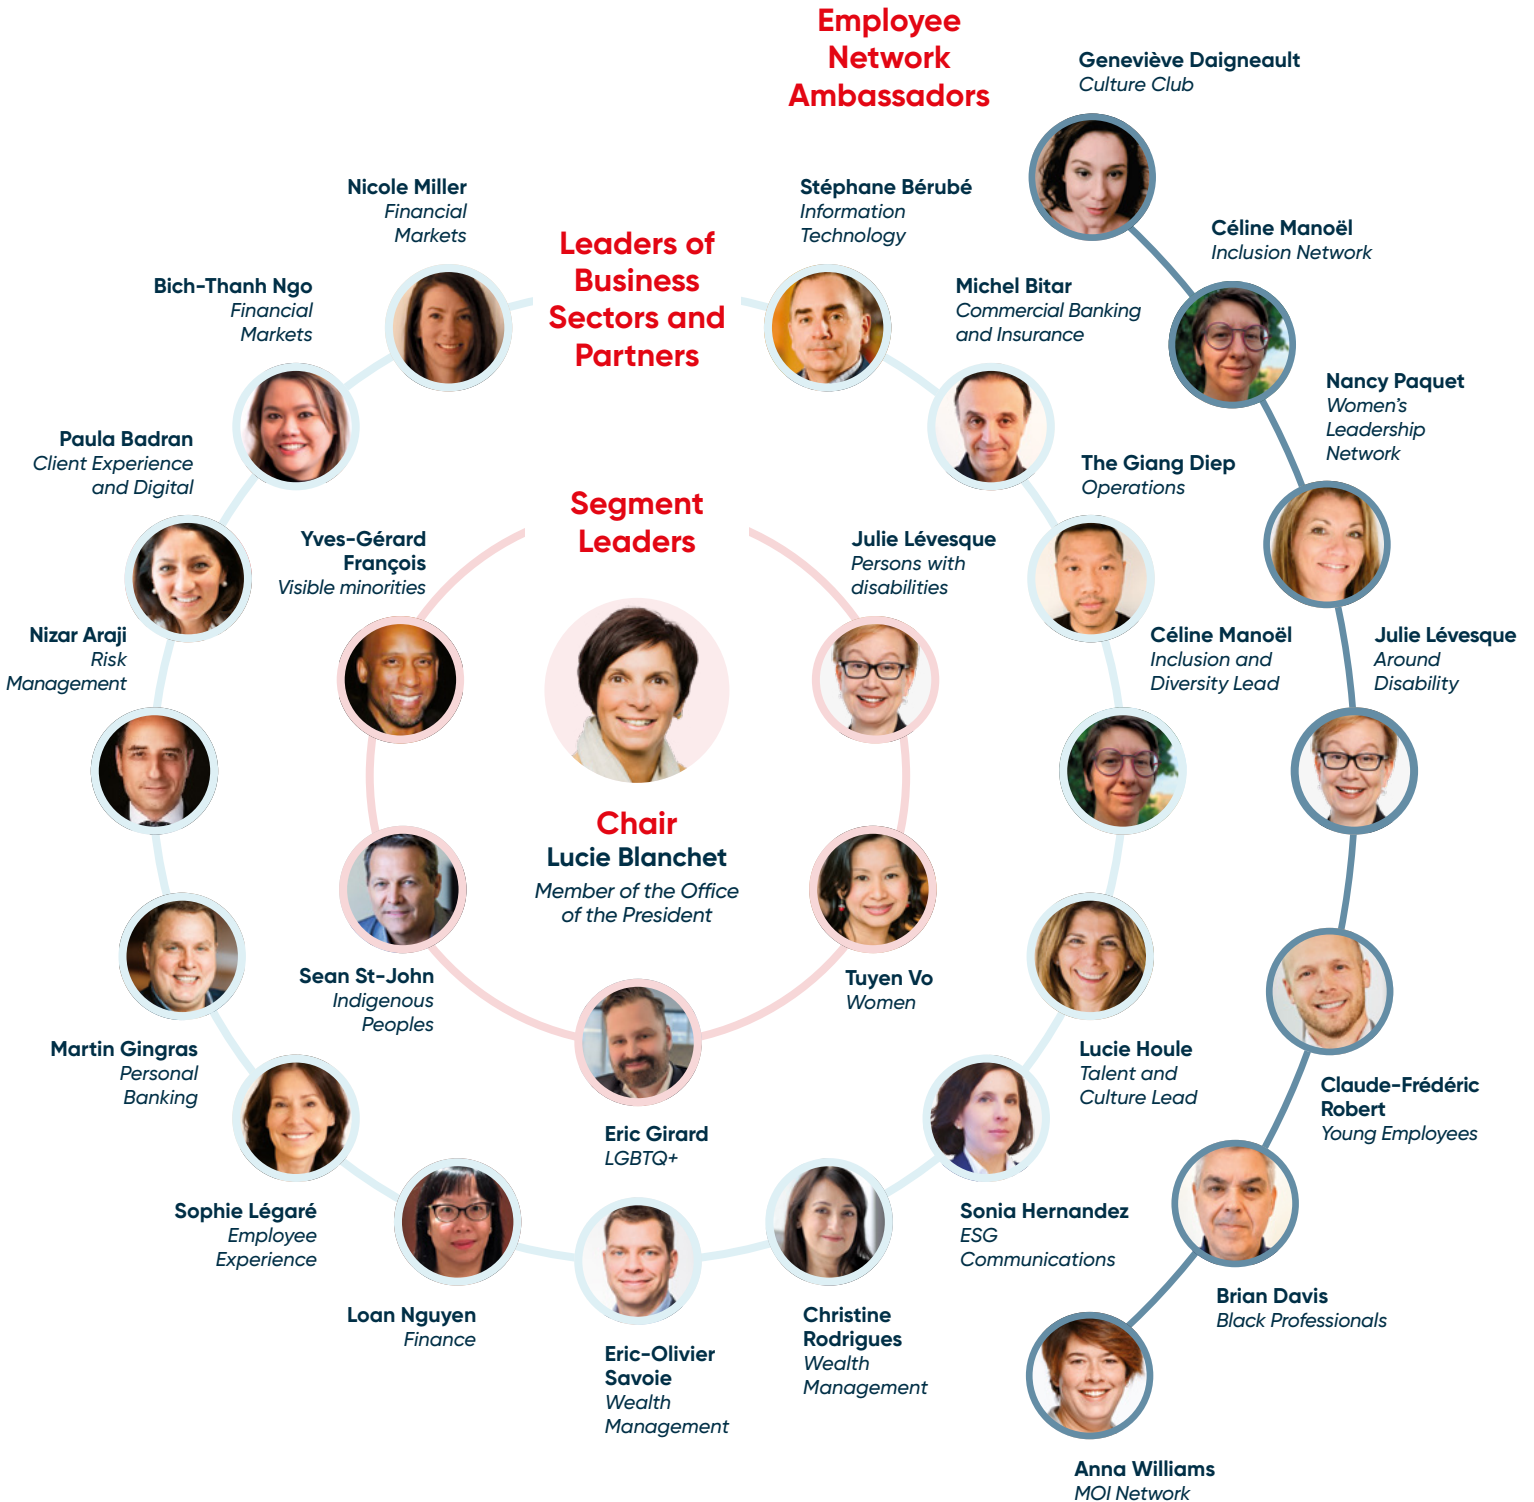 Employee
Network
Ambassadors
Geneviève Daigneault
Culture Club
Céline Manoël
Inclusion Network
Nancy Paquet
Women's
Leadership
Network
Julie Lévesque
Around
Disability
Claude-Frédéric
Robert
Young Employees
Brian Davis
Black Professionals
Anna Williams
MOI Network
Leaders of
Business
Sectors and
Partners
Stéphane Bérubé
Information
Technology
Michel Bitar
Commercial Banking
and Insurance
The Giang Diep
Operations
Céline Manoël
Inclusion and
Diversity Lead
Lucie Houle
Talent and
Culture Lead
Sonia Hernandez
ESG
Communications
Christine
Rodrigues
Wealth
Management
Eric-Olivier
Savoie
Wealth
Management
Loan Nguyen
Finance
Sophie Légaré
Employee
Experience
Martin Gingras
Personal
Banking
Nizar Araji
Risk
Management
Paula Badran
Client Experience
and Digital
Bich-Thanh Ngo
Financial
Markets
Nicole Miller
Financial
Markets
Segment
Leaders
Julie Lévesque
Persons with
disabilities
Tuyen Vo
Women
Eric Girard
LGBTQ+
Sean St-John
Indigenous
Peoples
Yves-Gérard
François
Visible minorities
Chair
Lucie Blanchet
Member of the Office
of the President